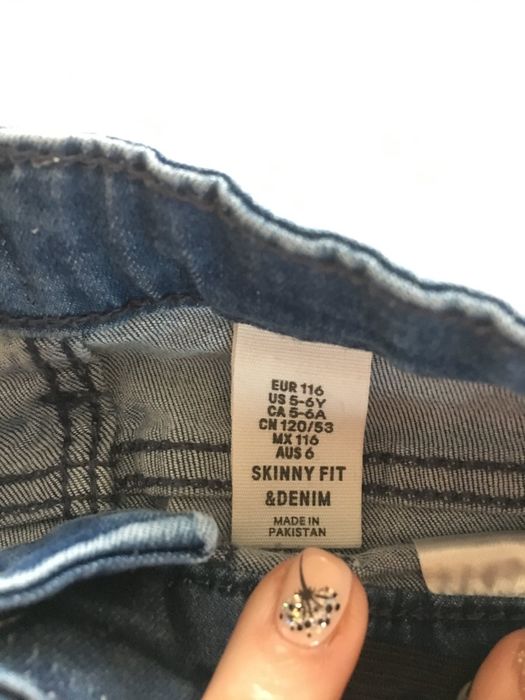 EUR 116
US 5-6Y
CA 5-6A
CN 120/53
MX 116
AUS 6
SKINNY FIT
&DENIM
MADE IN
PAKISTAN